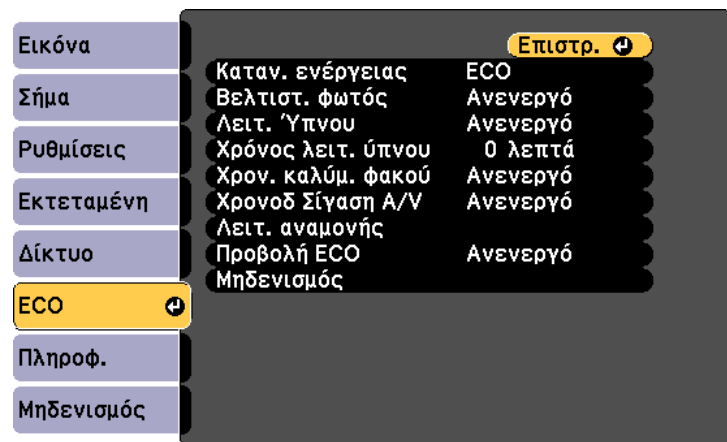 Εικόνα
Σήμα
Ρυθμίσεις
Εκτεταμένη
Δίκτυο
ECO
Πληροφ.
Μηδενισμός
Επιστρ.
Καταν. ενέργειας ECO
Βελτιστ. φωτός Ανενεργό
Λειτ. Ύπνου Ανενεργό
Χρόνος λειτ. ύπνου 0 λεπτά
Χρον. καλύμ. φακού Ανενεργό
Χρονοδ Σίγαση A/V Ανενεργό
Λειτ. αναμονής
Προβολή ECO Ανενεργό
Μηδενισμός